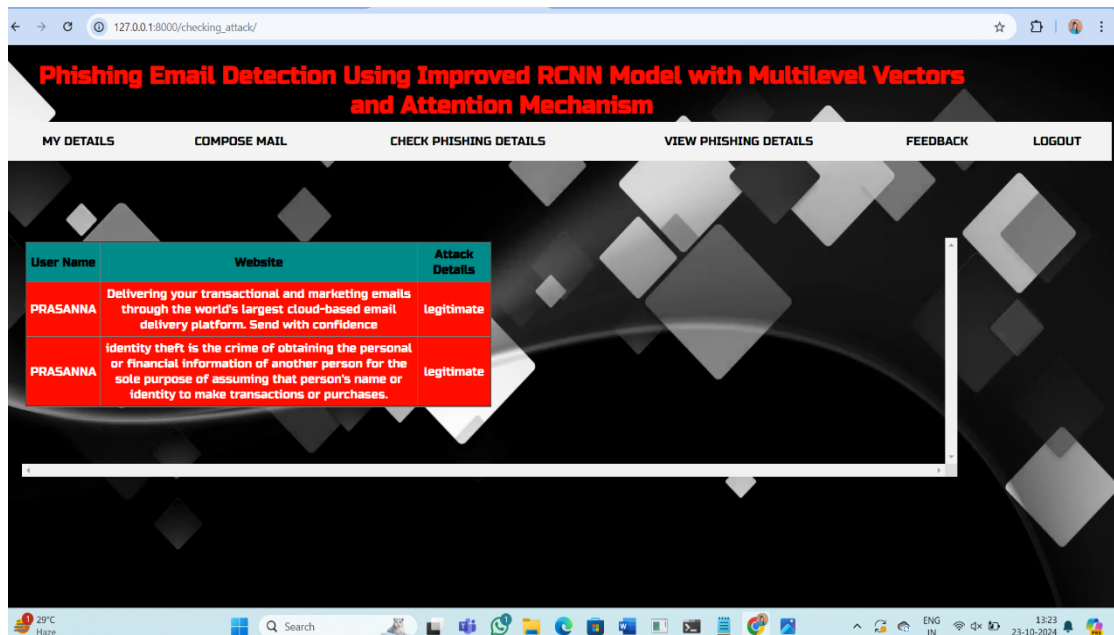 127.0.0.1:8000/checking_attack/
Phishing Email Detection Using Improved RCNN Model with Multilevel Vectors
and Attention Mechanism
MY DETAILS COMPOSE MAIL CHECK PHISHING DETAILS VIEW PHISHING DETAILS FEEDBACK LOGOUT
User Name Website Attack
Details
PRASANNA Delivering your transactional and marketing emails
through the world's largest cloud-based email
delivery platform. Send with confidence legitimate
PRASANNA identity theft is the crime of obtaining the personal
or financial information of another person for the
sole purpose of assuming that person's name or
identity to make transactions or purchases. legitimate
1 29°C
Haze
Search
ENG
IN
13:23
23-10-2024